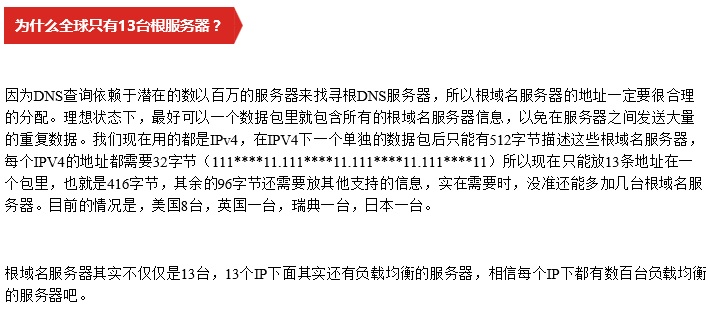 为什么全球只有13台根服务器？
因为DNS查询依赖于潜在的数以百万的服务器来找寻根DNS服务器，所以根域名服务器的地址一定要很合理
的分配。理想状态下，最好可以一个数据包里就包含所有的根域名服务器信息，以免在服务器之间发送大量
的重复数据。我们现在用的都是IPv4，在IPV4下一个单独的数据包后只能有512字节描述这些根域名服务器，
每个IPV4的地址都需要32字节（111****11.111****11.111****11.111****11）所以现在只能放13条地址在一
个包里，也就是416字节，其余的96字节还需要放其他支持的信息，实在需要时，没准还能多加几台根域名服
务器。目前的情况是，美国8台，英国一台，瑞典一台，日本一台。
根域名服务器其实不仅仅是13台，13个IP下面其实还有负载均衡的服务器，相信每个IP下都有数百台负载均衡
的服务器吧。